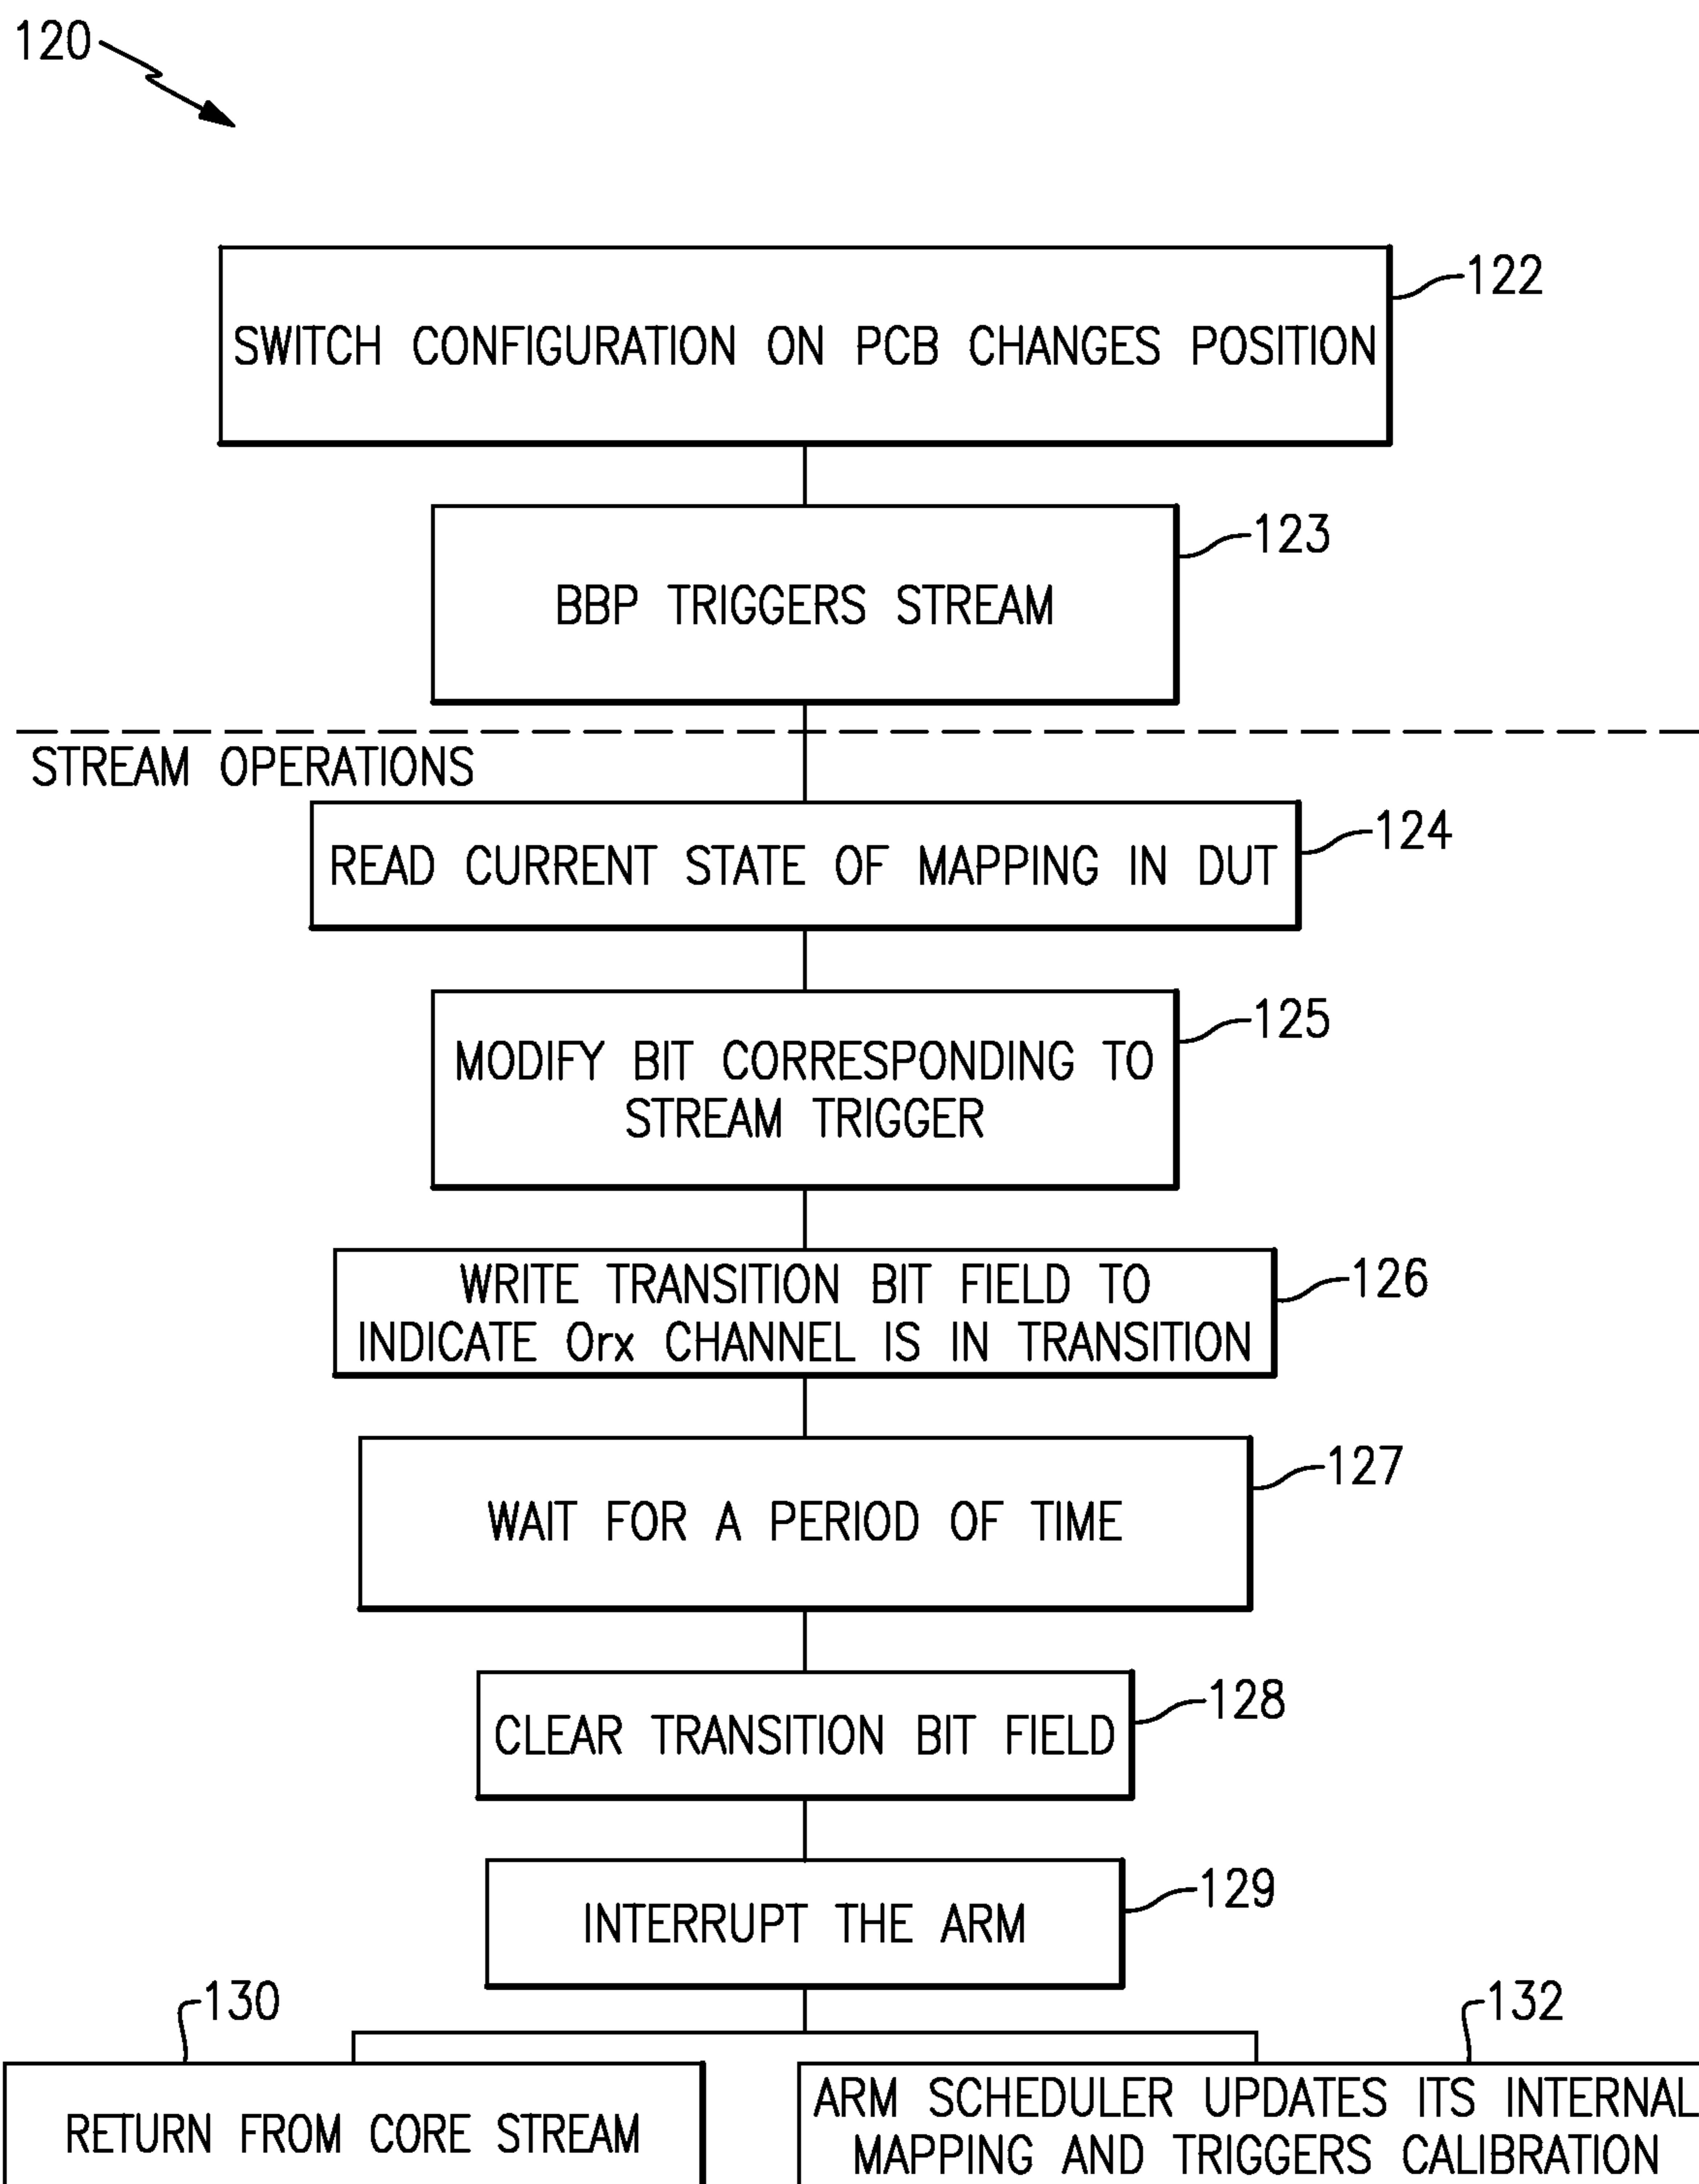 120
SWITCH CONFIGURATION ON PCB CHANGES POSITION
122
BBP TRIGGERS STREAM
123
STREAM OPERATIONS
READ CURRENT STATE OF MAPPING IN DUT
124
MODIFY BIT CORRESPONDING TO
STREAM TRIGGER
125
WRITE TRANSITION BIT FIELD TO
INDICATE Orx CHANNEL IS IN TRANSITION
126
WAIT FOR A PERIOD OF TIME
127
CLEAR TRANSITION BIT FIELD
128
INTERRUPT THE ARM
129
130
RETURN FROM CORE STREAM
132
ARM SCHEDULER UPDATES ITS INTERNAL
MAPPING AND TRIGGERS CALIBRATION